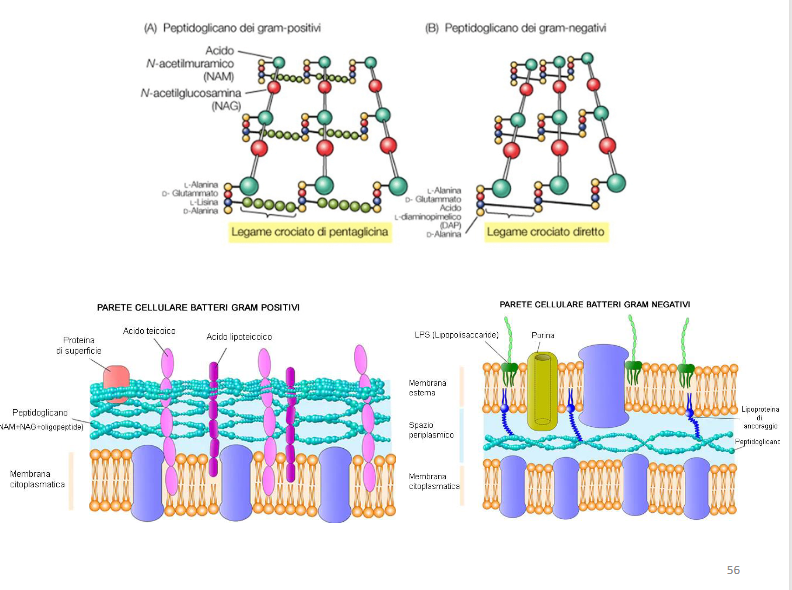 (A) Peptidoglicano dei gram-positivi
Acido
N-acetilmuramico
(NAM)
N-acetilglucosamina
(NAG)
L-Alanina
D- Glutammato
L-Lisina
D-Alanina
Legame crociato di pentaglicina
(B) Peptidoglicano dei gram-negativi
L-Alanina
D- Glutammato
Acido
L-diaminopimelico
(DAP)
D-Alanina
Legame crociato diretto
PARETE CELLULARE BATTERI GRAM POSITIVI
Proteina
di superficie
Acido teicoico
Acido lipoteicoico
Peptidoglicano
NAM+NAG+oligopeptide)
Membrana
citoplasmatica
PARETE CELLULARE BATTERI GRAM NEGATIVI
LPS (Lipopolisaccaride)
Porina
Membrana
esterna
Spazio
periplasmico
Membrana
citoplasmatica
Lipoproteina
di
ancoraggio
Peptidoglicano
56